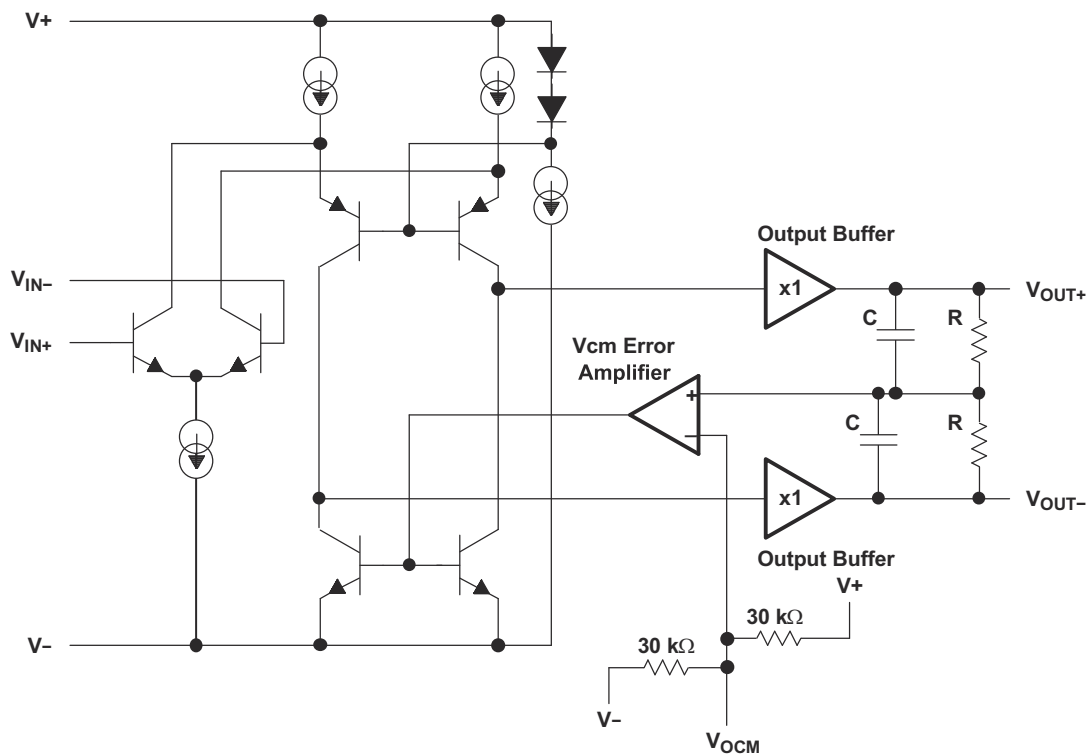 V+
Output Buffer
V_IN−
x1
V_OUT+
C
R
V_IN+
Vcm Error
Amplifier
+
−
C
R
x1
V_OUT−
Output Buffer
V+
30 kΩ
V−
30 kΩ
V−
V_OCM